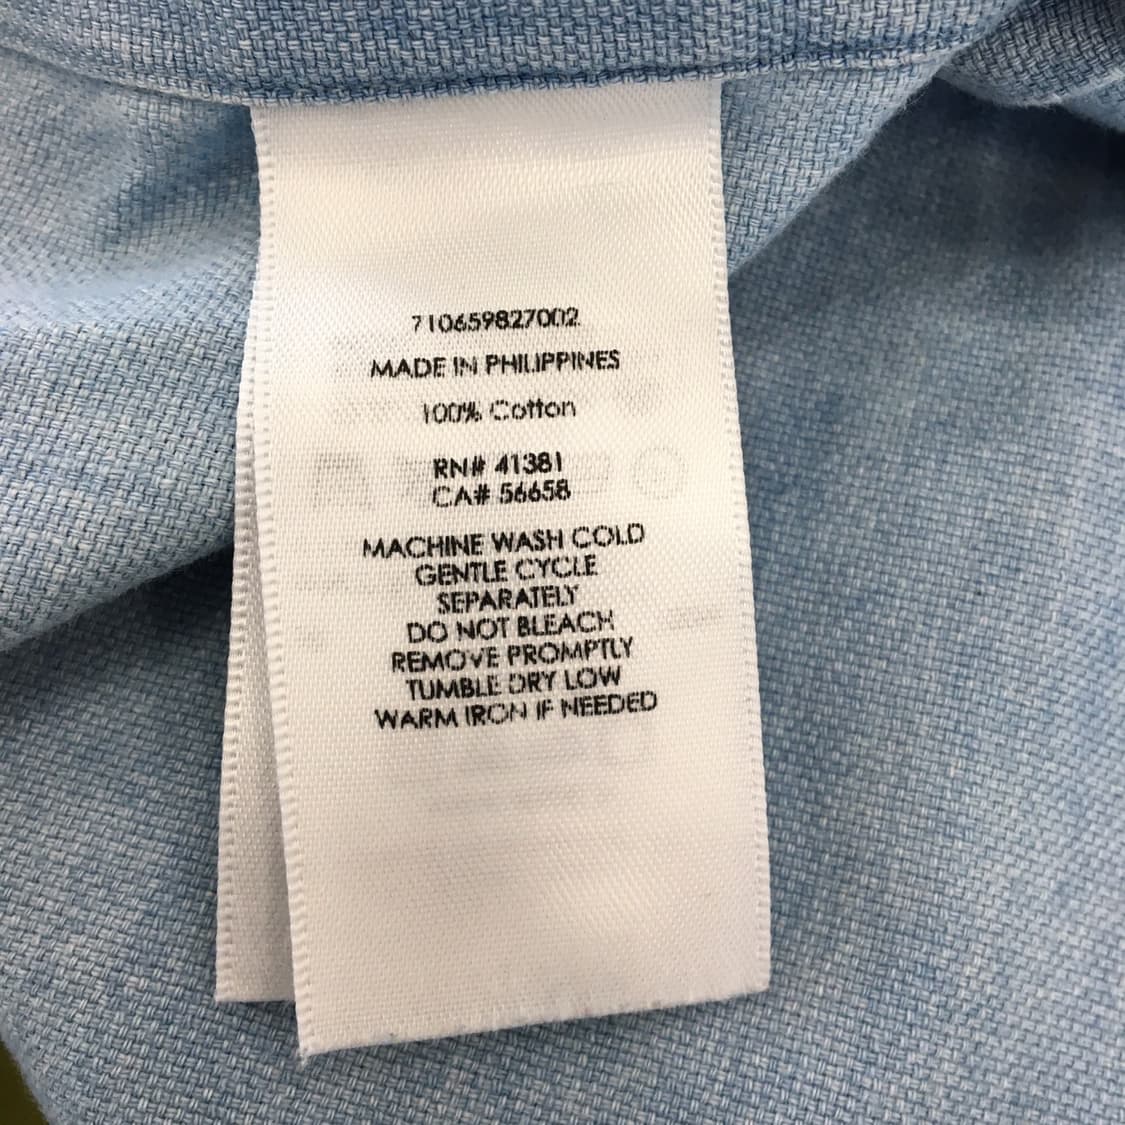 710659827002
MADE IN PHILIPPINES
100% Cotton
RN# 41381
CA# 56658
MACHINE WASH COLD
GENTLE CYCLE
SEPARATELY
DO NOT BLEACH
REMOVE PROMPTLY
TUMBLE DRY LOW
WARM IRON IF NEEDED